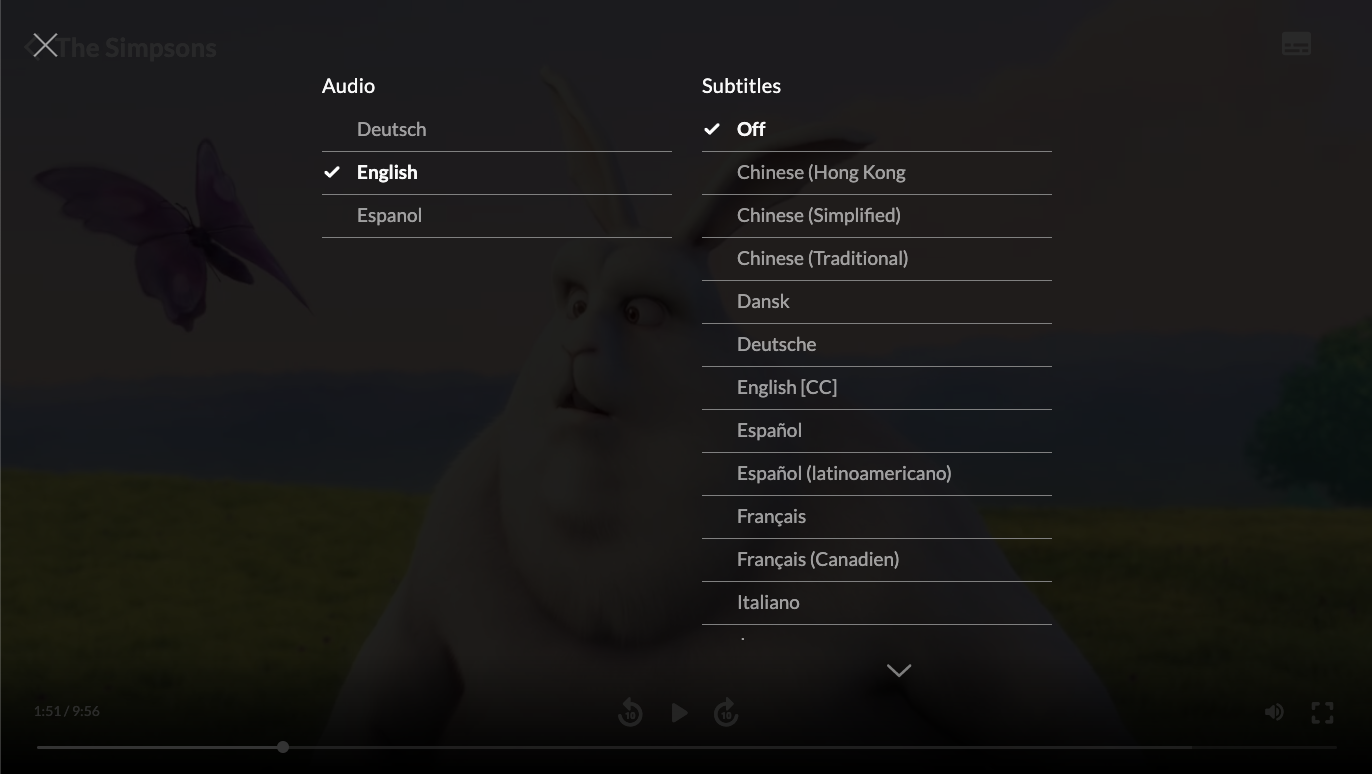 The Simpsons
Audio
Deutsch
English
Espanol
Subtitles
Off
Chinese (Hong Kong
Chinese (Simplified)
Chinese (Traditional)
Dansk
Deutsche
English [CC]
Español
Español (latinoamericano)
Français
Français (Canadien)
Italiano
1:51 / 9:56
10
10